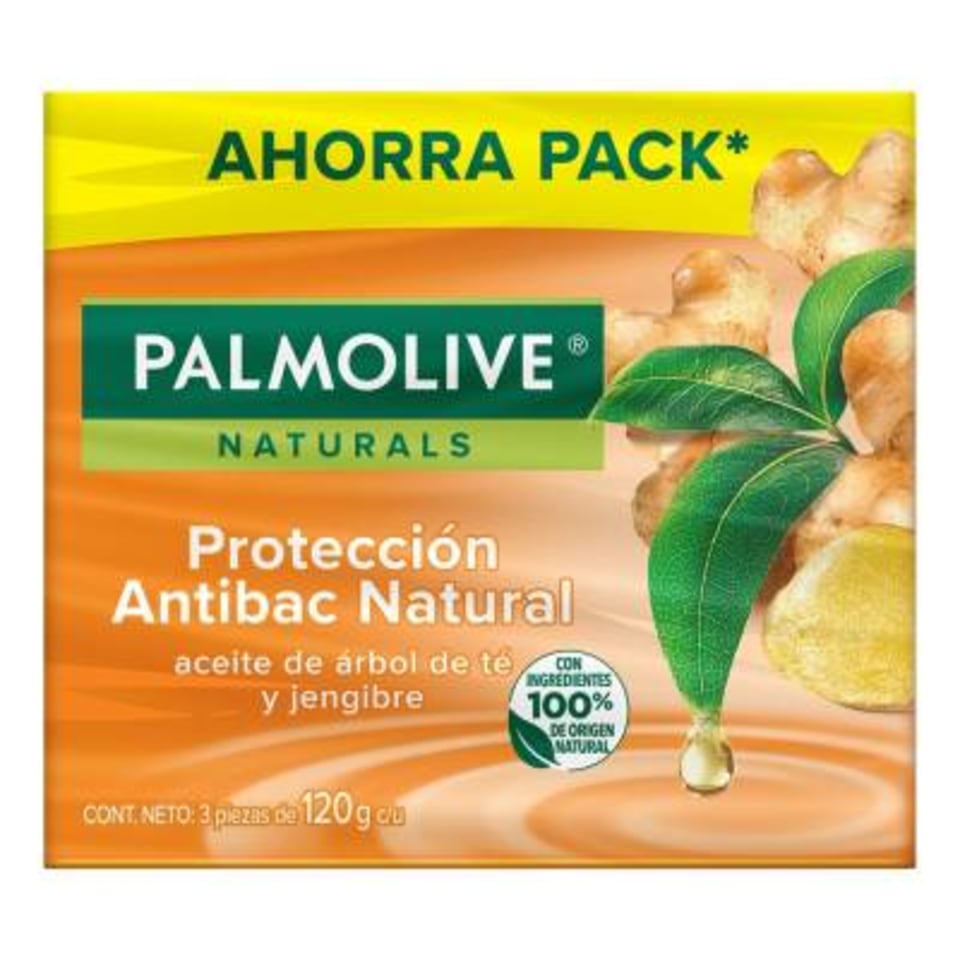 AHORRA PACK*
PALMOLIVE®
NATURALS
Protección
Antibac Natural
aceite de árbol de té
y jengibre
CON
INGREDIENTES
100%
DE ORIGEN
NATURAL
CONT. NETO: 3 piezas de 120 g c/u